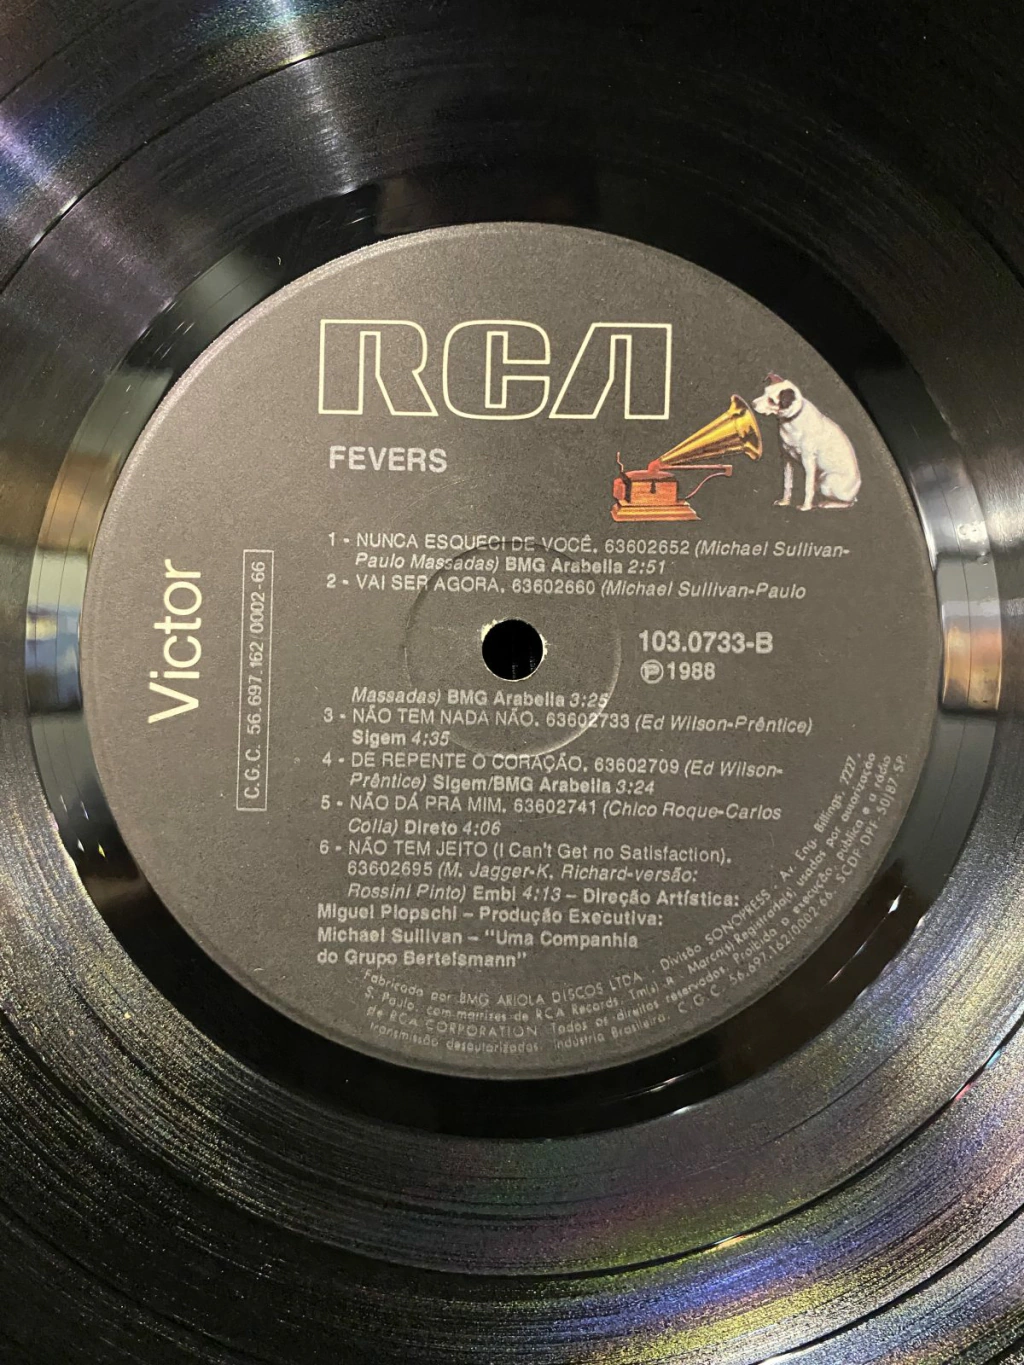 RCA
FEVERS
Victor
C.G.C. 56.697.162/0002-66
1 - NUNCA ESQUECI DE VOCÊ. 63602652 (Michael Sullivan-
Paulo Massadas) BMG Arabella 2:51
2 - VAI SER AGORA. 63602660 (Michael Sullivan-Paulo
103.0733-B
Ⓟ 1988
Massadas) BMG Arabella 3:25
3 - NÃO TEM NADA NÃO. 63602733 (Ed Wilson-Prêntice)
Sigem 4:35
4 - DE REPENTE O CORAÇÃO. 63602709 (Ed Wilson-
Prêntice) Sigem/BMG Arabella 3:24
5 - NÃO DÁ PRA MIM. 63602741 (Chico Roque-Carlos
Colla) Direto 4:06
6 - NÃO TEM JEITO (I Can't Get no Satisfaction).
63602695 (M. Jagger-K. Richard-versão:
Rossini Pinto) Embi 4:13 – Direção Artística:
Miguel Plopschi – Produção Executiva:
Michael Sullivan – "Uma Companhia
do Grupo Bertelsmann"
Fabricado por BMG ARIOLA DISCOS LTDA. - Divisão SONOPRESS - Av. Eng. Billings, 2227,
S. Paulo, com matrizes de RCA Records. Tm(s) ® Marca(s) Registrada(s) usadas por autorização
de RCA CORPORATION. Todos os direitos reservados. Proibida a execução pública e a rádio
transmissão desautorizadas. Indústria Brasileira. C.G.C. 56.697.162/0002-66. SCDP-DPF-501/87 SP.